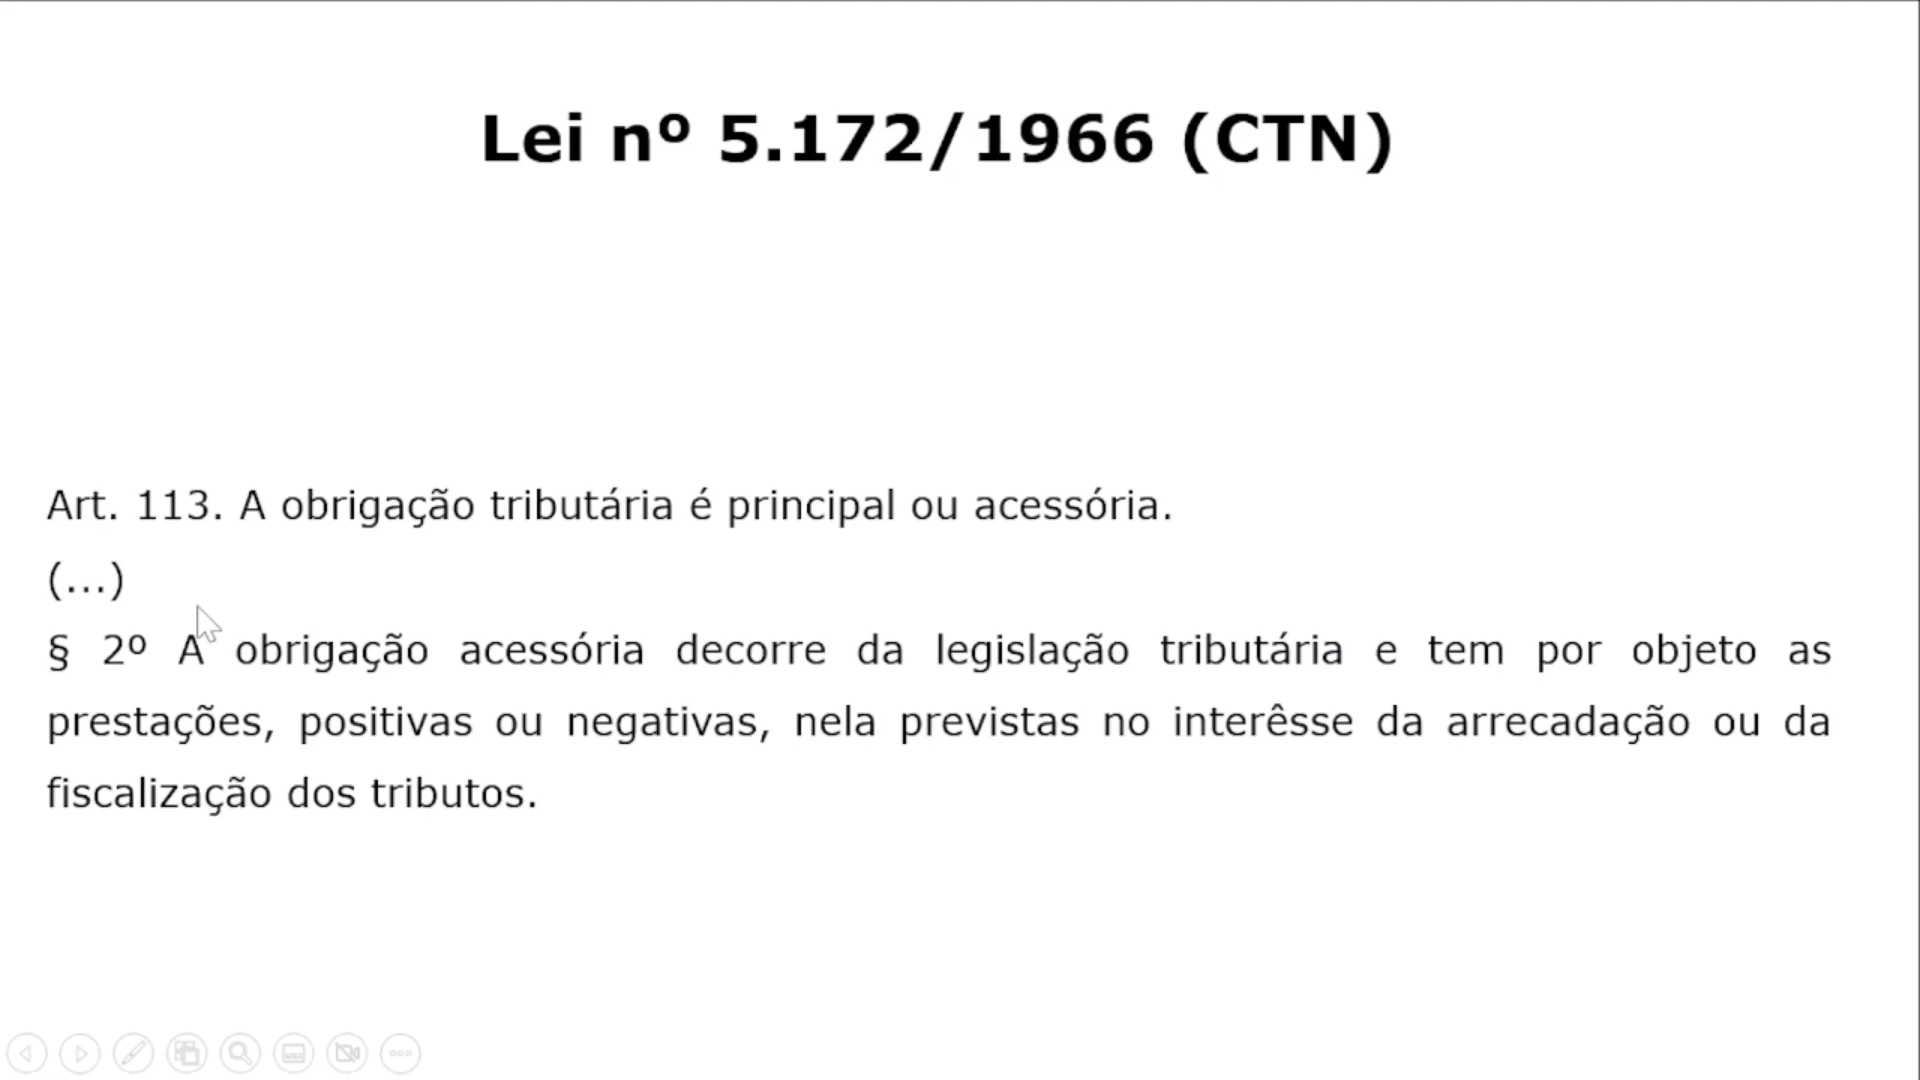 Lei nº 5.172/1966 (CTN)
Art. 113. A obrigação tributária é principal ou acessória.
(...)
§ 2º A obrigação acessória decorre da legislação tributária e tem por objeto as
prestações, positivas ou negativas, nela previstas no interêsse da arrecadação ou da
fiscalização dos tributos.